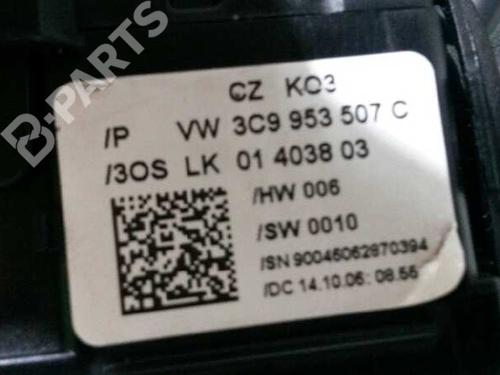 B-PARTS
CZ KO3
/P VW 3C9 953 507 C
/3OS LK 01 4038 03
/HW 006
/SW 0010
/SN 90045062870394
/DC 14.10.06: 08.55